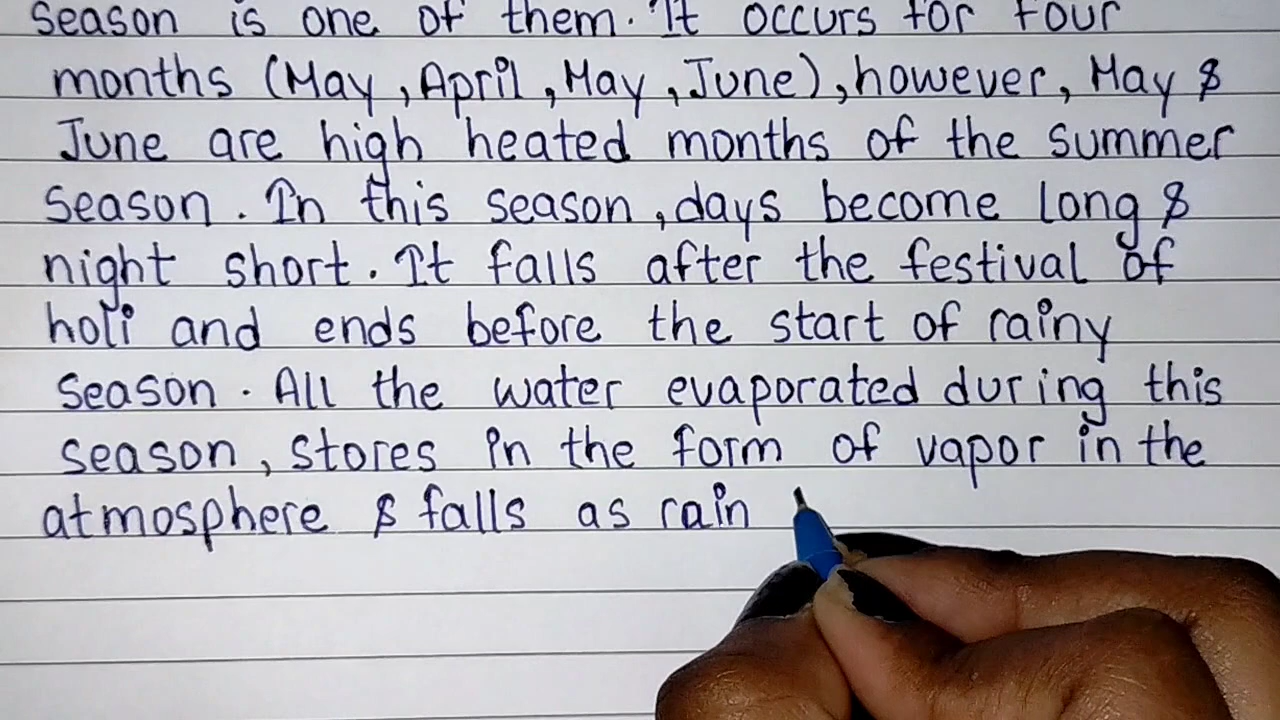 season is one of them. It occurs for four
months (May, April, May, June), however, May &
June are high heated months of the summer
season. In this season, days become long &
night short. It falls after the festival of
holi and ends before the start of rainy
season. All the water evaporated during this
season, stores in the form of vapor in the
atmosphere & falls as rain